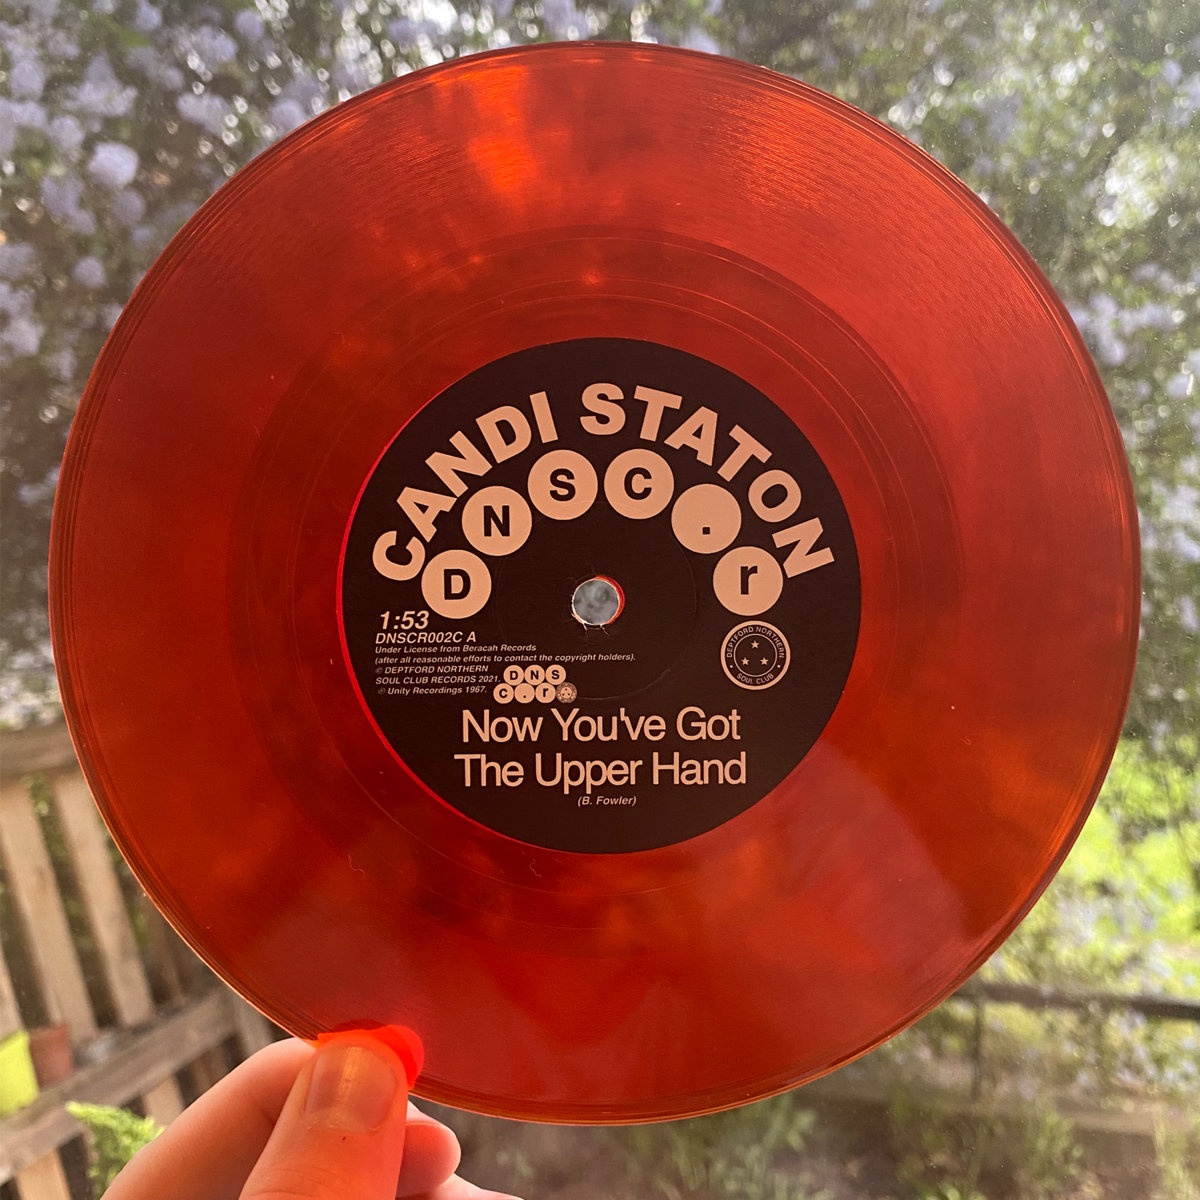 CANDI STATON
DNSC.r
1:53
DNSCR002C A
Under License from Beracah Records
(after all reasonable efforts to contact the copyright holders).
© DEPTFORD NORTHERN
SOUL CLUB RECORDS 2021.
℗ Unity Recordings 1967.
DNS
C.r
DEPTFORD NORTHERN
SOUL CLUB
Now You've Got
The Upper Hand
(B. Fowler)